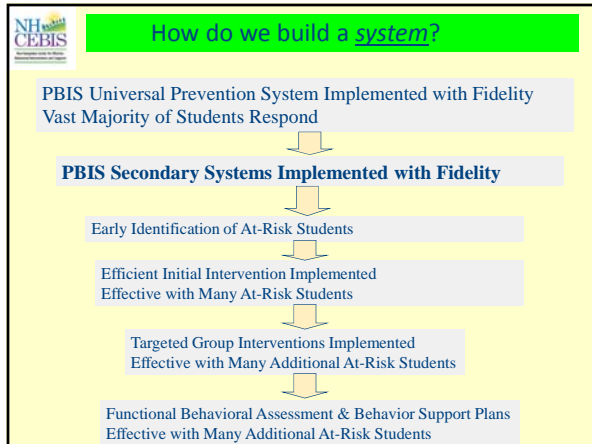 NH
CEBIS
How do we build a system?
PBIS Universal Prevention System Implemented with Fidelity
Vast Majority of Students Respond
PBIS Secondary Systems Implemented with Fidelity
Early Identification of At-Risk Students
Efficient Initial Intervention Implemented
Effective with Many At-Risk Students
Targeted Group Interventions Implemented
Effective with Many Additional At-Risk Students
Functional Behavioral Assessment & Behavior Support Plans
Effective with Many Additional At-Risk Students